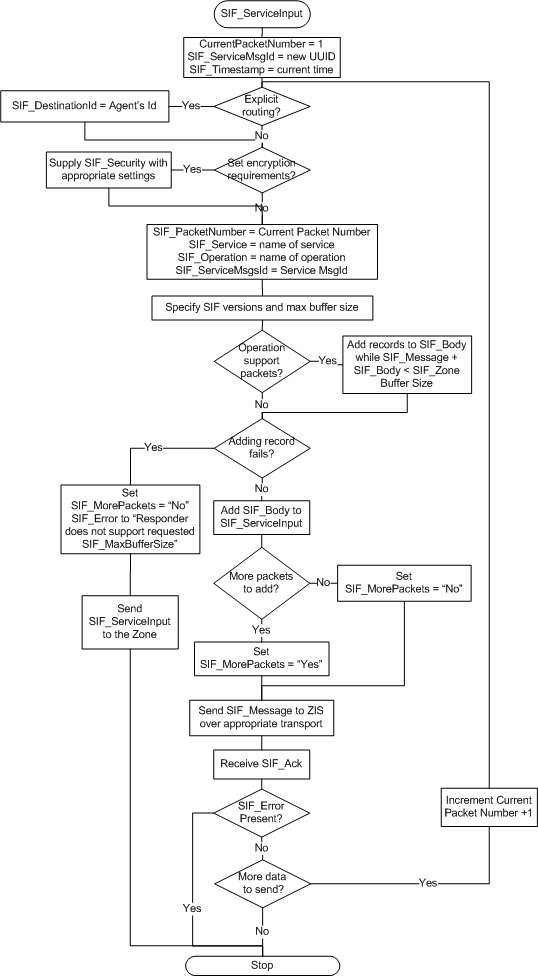 SIF_ServiceInput
CurrentPacketNumber = 1
SIF_ServiceMsgId = new UUID
SIF_Timestamp = current time
Explicit
routing?
Yes
SIF_DestinationId = Agent's Id
No
Set encryption
requirements?
Yes
Supply SIF_Security with
appropriate settings
No
SIF_PacketNumber = Current Packet Number
SIF_Service = name of service
SIF_Operation = name of operation
SIF_ServiceMsgsId = Service MsgId
Specify SIF versions and max buffer size
Operation
support
packets?
Yes
Add records to SIF_Body
while SIF_Message +
SIF_Body < SIF_Zone
Buffer Size
No
Adding record
fails?
Yes
No
Set
SIF_MorePackets = “No”
SIF_Error to “Responder
does not support requested
SIF_MaxBufferSize”
Add SIF_Body to
SIF_ServiceInput
More packets
to add?
No
Set
SIF_MorePackets = “No”
Send
SIF_ServiceInput
to the Zone
Yes
Set
SIF_MorePackets = “Yes”
Send SIF_Message to ZIS
over appropriate transport
Receive SIF_Ack
SIF_Error
Present?
Increment Current
Packet Number +1
No
More data
to send?
Yes
Yes
No
Stop